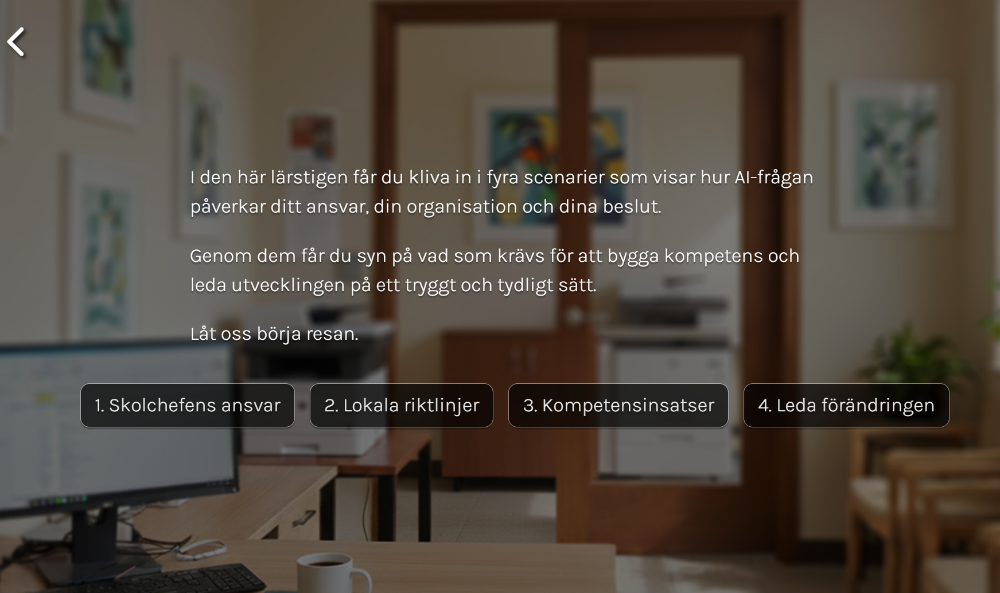 I den här lärstigen får du kliva in i fyra scenarier som visar hur AI-frågan
påverkar ditt ansvar, din organisation och dina beslut.
Genom dem får du syn på vad som krävs för att bygga kompetens och
leda utvecklingen på ett tryggt och tydligt sätt.
Låt oss börja resan.
1. Skolchefens ansvar
2. Lokala riktlinjer
3. Kompetensinsatser
4. Leda förändringen